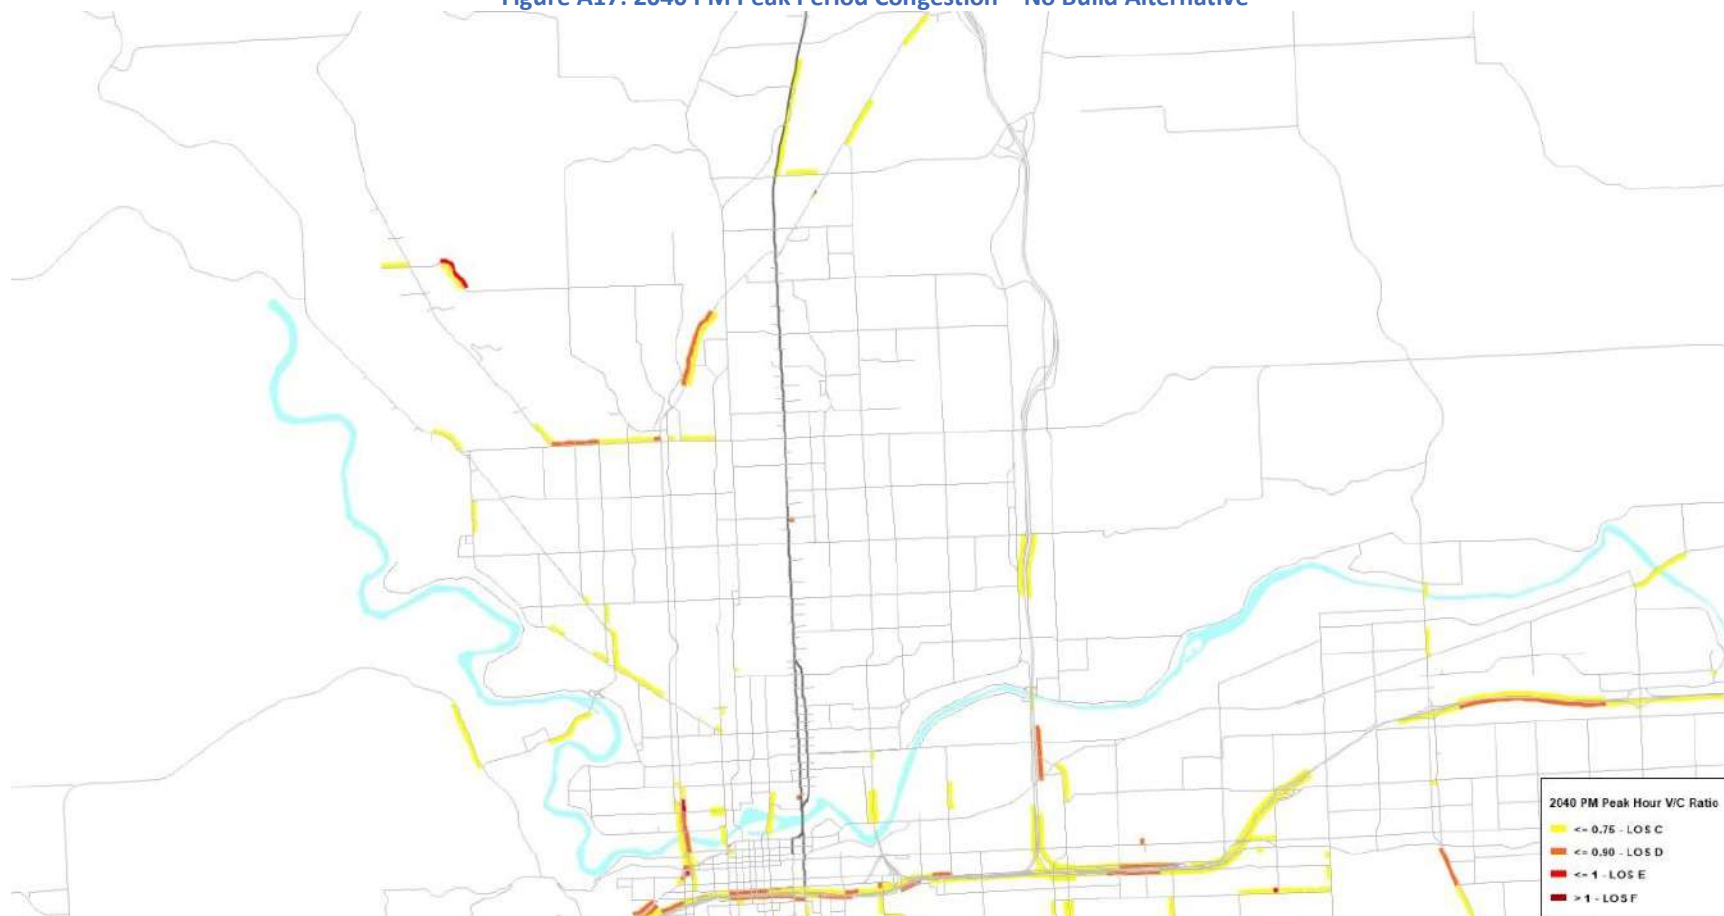 Figure A17: 2040 PM Peak Period Congestion – No Build Alternative
2040 PM Peak Hour V/C Ratio
<= 0.75 - LOS C
<= 0.90 - LOS D
<= 1 - LOS E
> 1 - LOS F